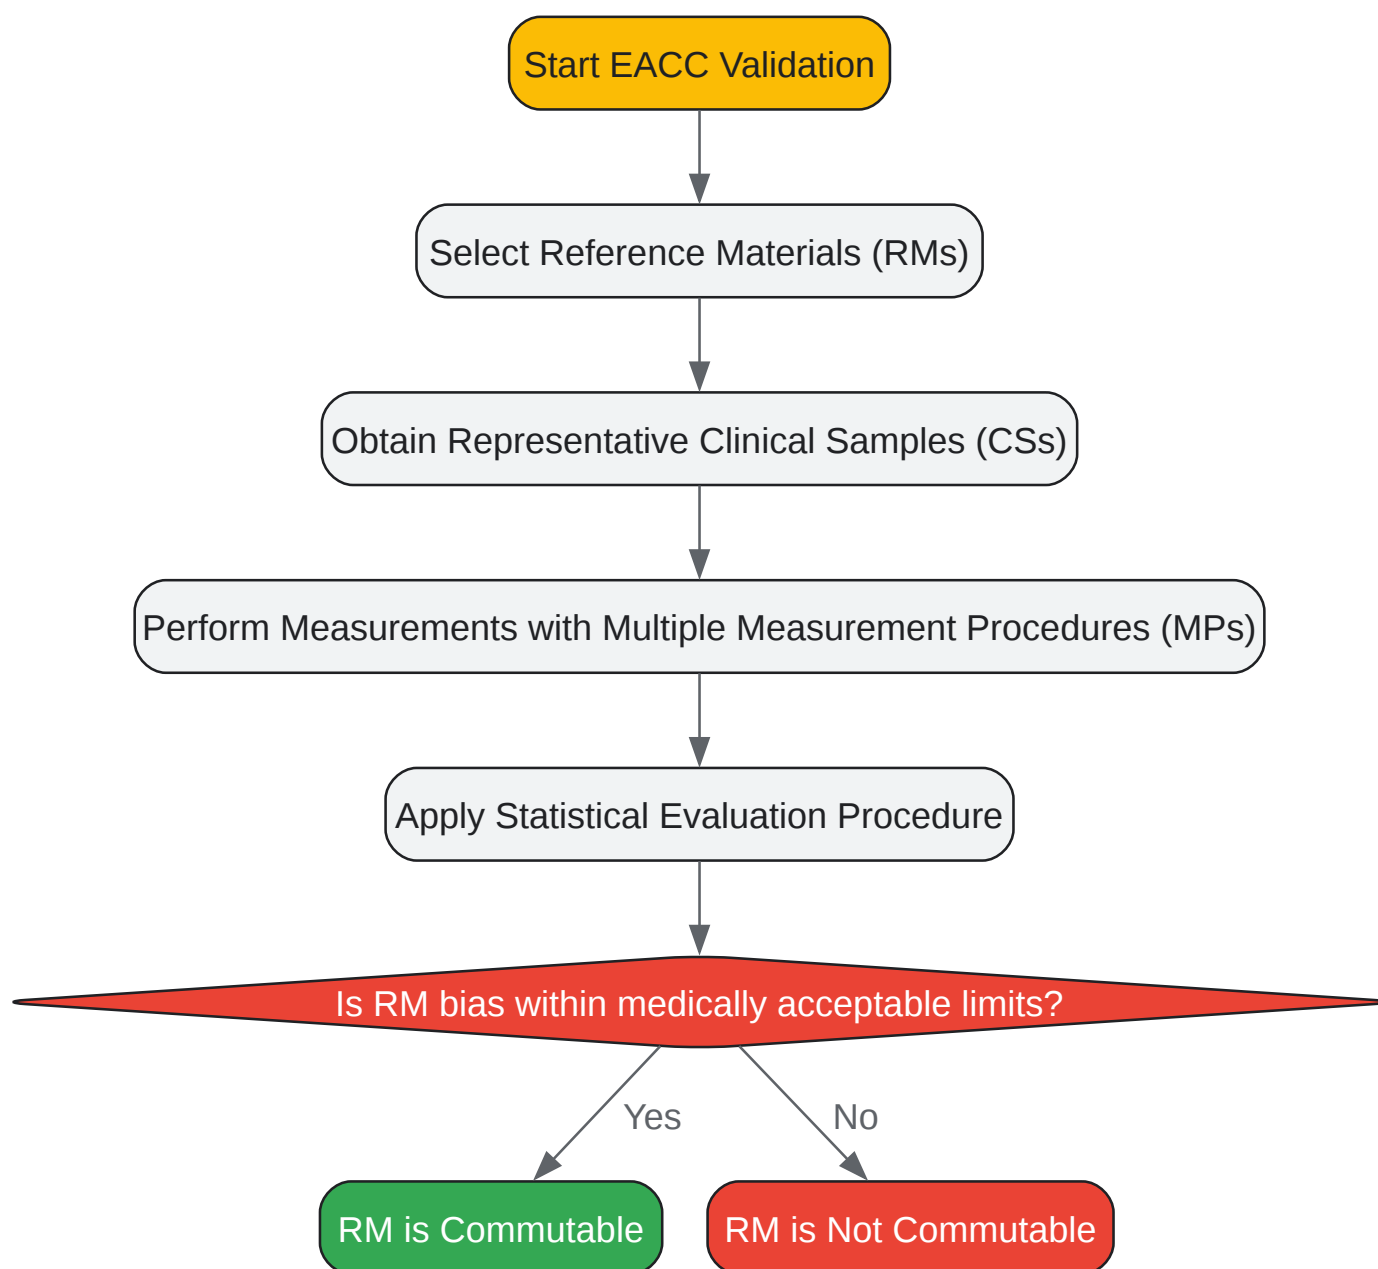 Start EACC Validation
Select Reference Materials (RMs)
Obtain Representative Clinical Samples (CSs)
Perform Measurements with Multiple Measurement Procedures (MPs)
Apply Statistical Evaluation Procedure
Is RM bias within medically acceptable limits?
Yes
No
RM is Commutable
RM is Not Commutable